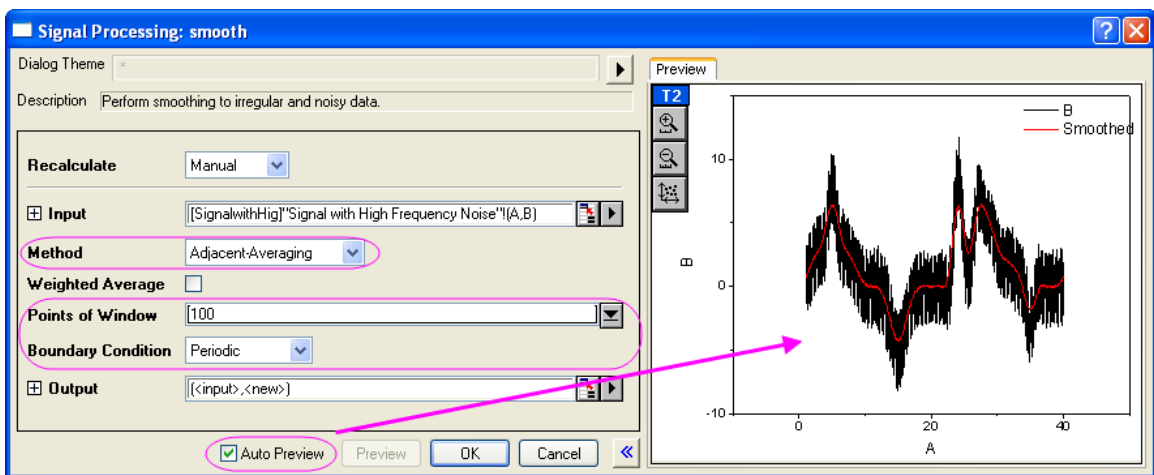 Signal Processing: smooth
Dialog Theme *
Description Perform smoothing to irregular and noisy data.
Recalculate Manual
Input [SignalwithHig]"Signal with High Frequency Noise"!(A,B)
Method Adjacent-Averaging
Weighted Average
Points of Window 100
Boundary Condition Periodic
Output (<input>,<new>)
Auto Preview Preview OK Cancel
Preview
T2
B
Smoothed
10
0
-10
B
0 20 40
A